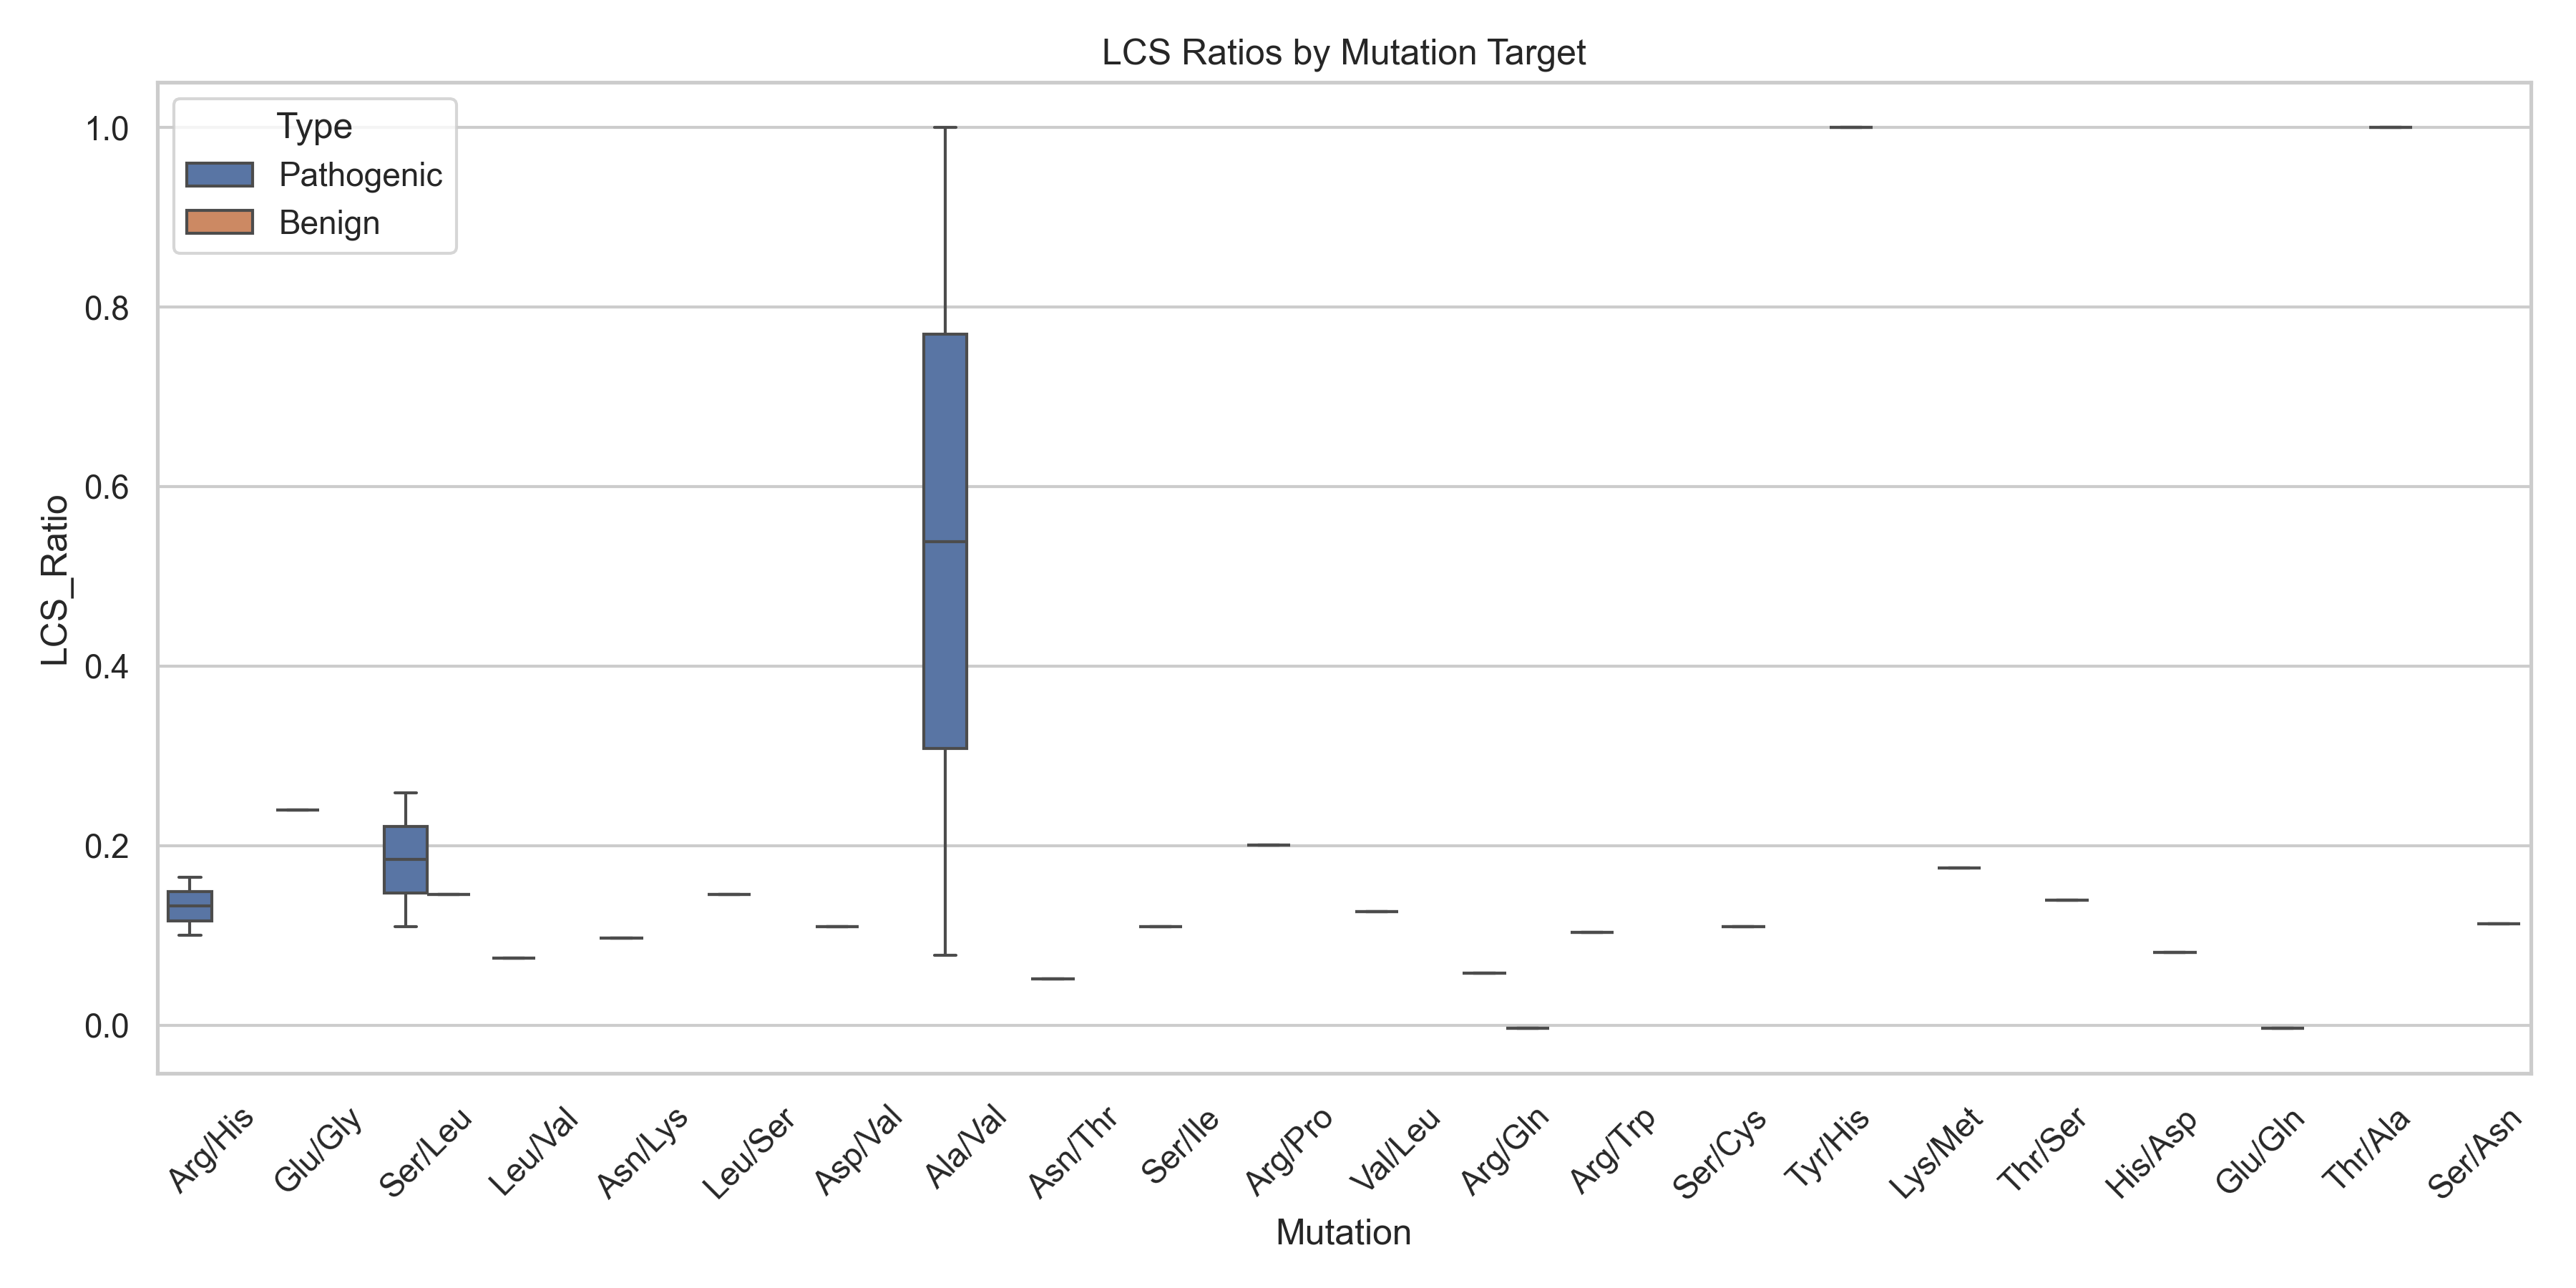 LCS Ratios by Mutation Target
Type
Pathogenic
Benign
LCS_Ratio
1.0
0.8
0.6
0.4
0.2
0.0
Arg/His
Glu/Gly
Ser/Leu
Leu/Val
Asn/Lys
Leu/Ser
Asp/Val
Ala/Val
Asn/Thr
Ser/Ile
Arg/Pro
Val/Leu
Arg/Gln
Arg/Trp
Ser/Cys
Tyr/His
Lys/Met
Thr/Ser
His/Asp
Glu/Gln
Thr/Ala
Ser/Asn
Mutation